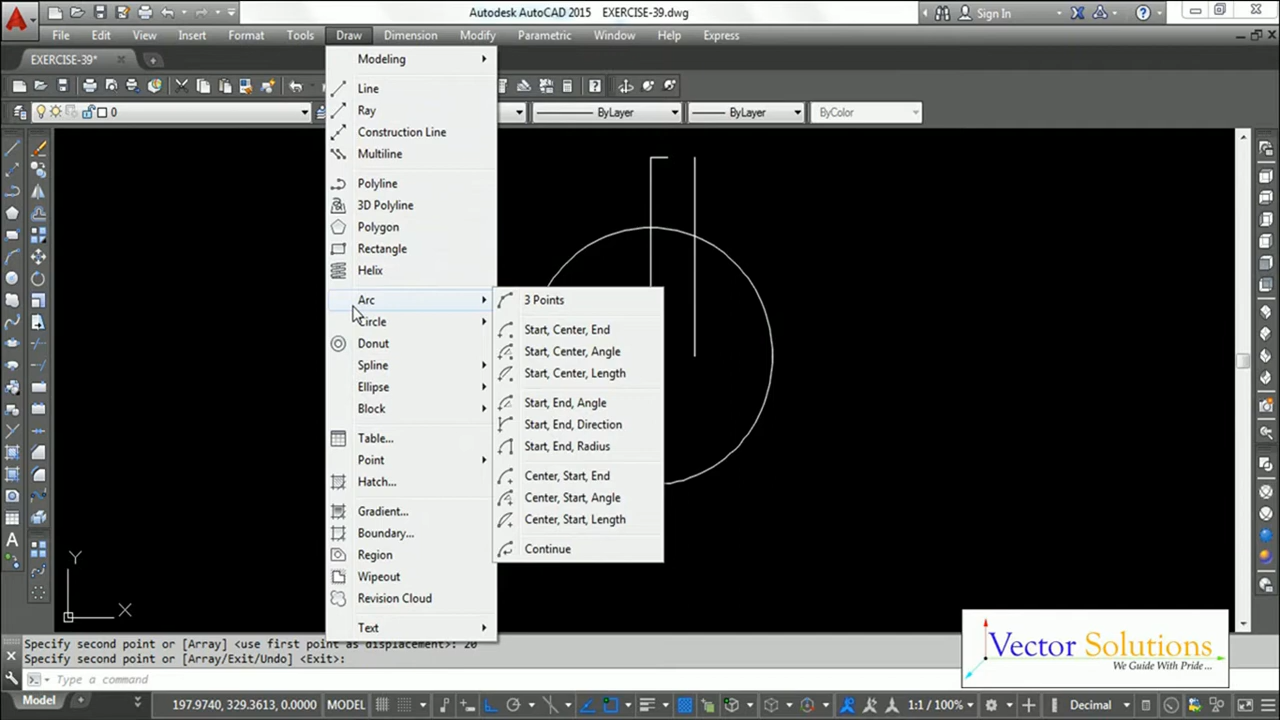 Autodesk AutoCAD 2015 EXERCISE-39.dwg
Sign In
File Edit View Insert Format Tools Draw Dimension Modify Parametric Window Help Express
EXERCISE-39*
0
ByLayer
ByLayer
ByColor
Modeling
Line
Ray
Construction Line
Multiline
Polyline
3D Polyline
Polygon
Rectangle
Helix
Arc
Circle
Donut
Spline
Ellipse
Block
Table...
Point
Hatch...
Gradient...
Boundary...
Region
Wipeout
Revision Cloud
Text
3 Points
Start, Center, End
Start, Center, Angle
Start, Center, Length
Start, End, Angle
Start, End, Direction
Start, End, Radius
Center, Start, End
Center, Start, Angle
Center, Start, Length
Continue
Y
X
Vector Solutions
We Guide With Pride ...
Specify second point or [Array] <use first point as displacement>: 20
Specify second point or [Array/Exit/Undo] <Exit>:
Type a command
Model
197.9740, 329.3613, 0.0000 MODEL
1:1 / 100%
Decimal